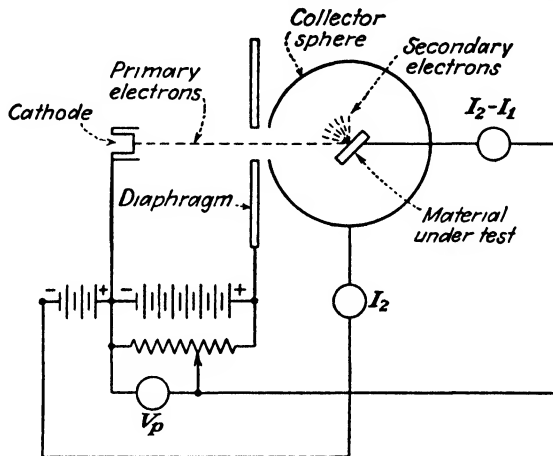 Collector
sphere
Secondary
electrons
Primary
electrons
Cathode
I₂-I₁
Diaphragm
Material
under test
- + - +
I₂
Vₚ